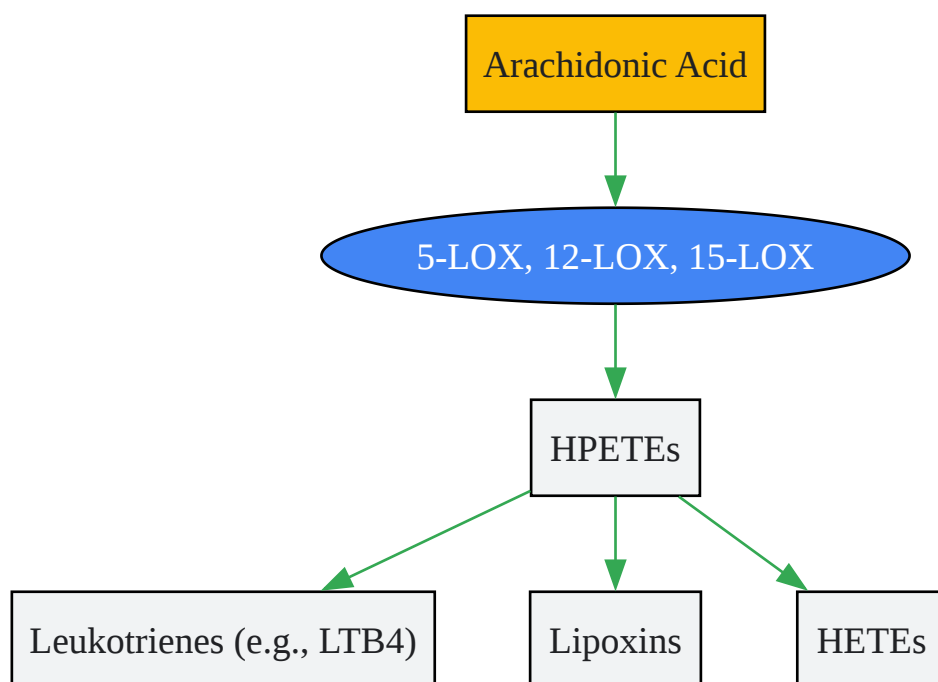 Arachidonic Acid
5-LOX, 12-LOX, 15-LOX
HPETEs
Leukotrienes (e.g., LTB4)
Lipoxins
HETEs